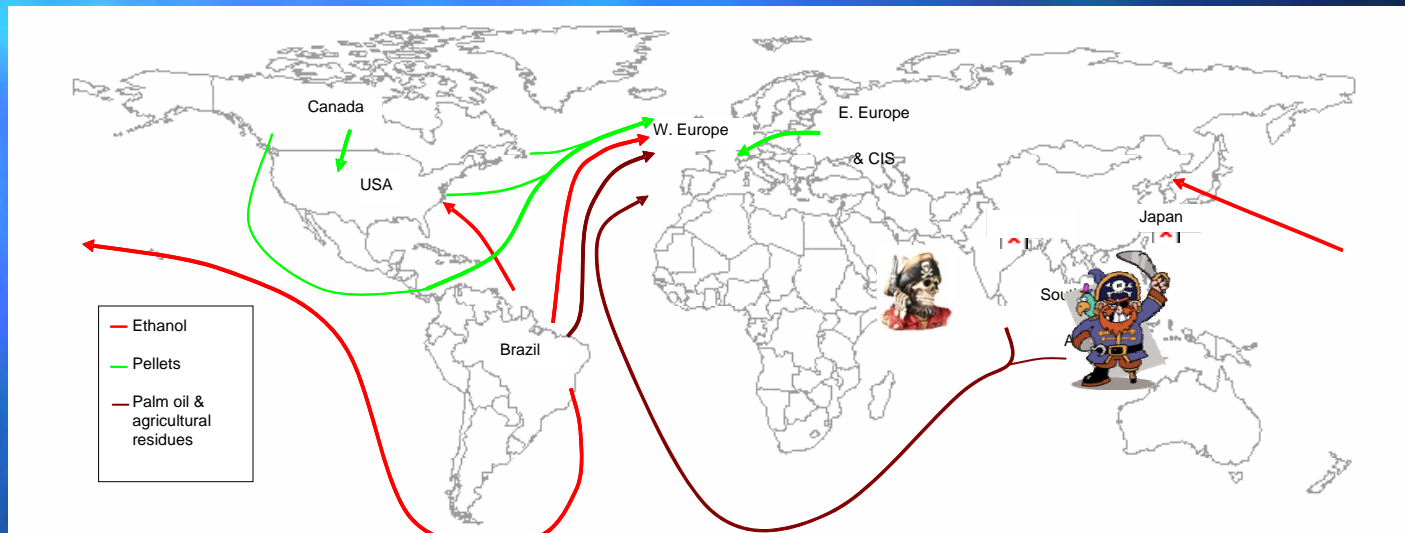 Canada
E. Europe
W. Europe
& CIS
USA
Japan
Brazil
Ethanol
Pellets
Palm oil &
agricultural
residues